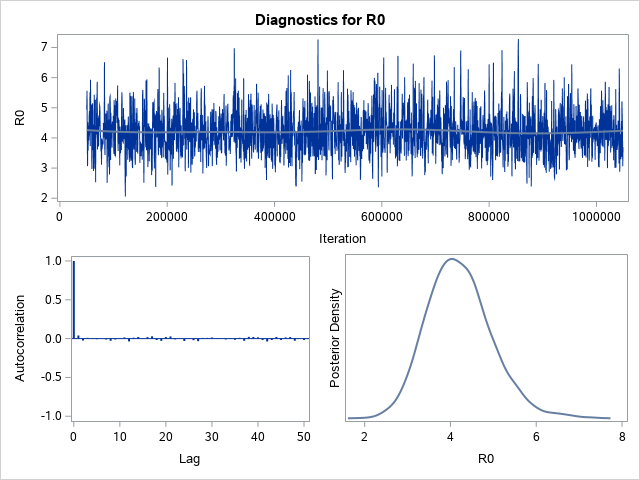 Diagnostics for R0
7
6
5
4
3
2
R0
0 200000 400000 600000 800000 1000000
Iteration
1.0
0.5
0.0
-0.5
-1.0
Autocorrelation
0 10 20 30 40 50
Lag
Posterior Density
2 4 6 8
R0